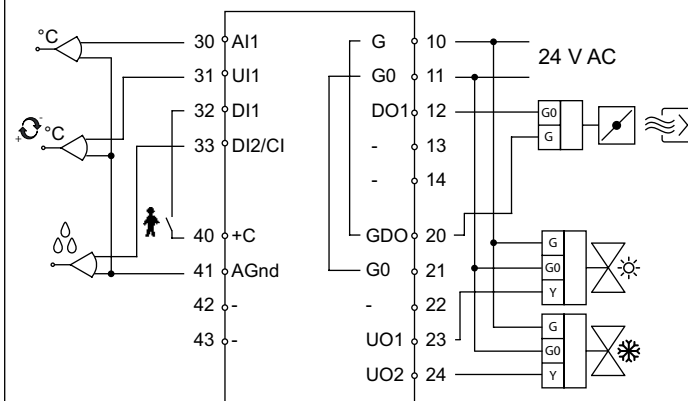 °C
30 AI1 G 10
24 V AC
31 UI1 G0 11
32 DI1 DO1 12 G0
+ - °C
33 DI2/CI - 13 G
- 14
40 +C GDO 20 G
41 AGnd G0 21 G0
42 - - 22 Y
43 - UO1 23 G
G0
UO2 24 Y